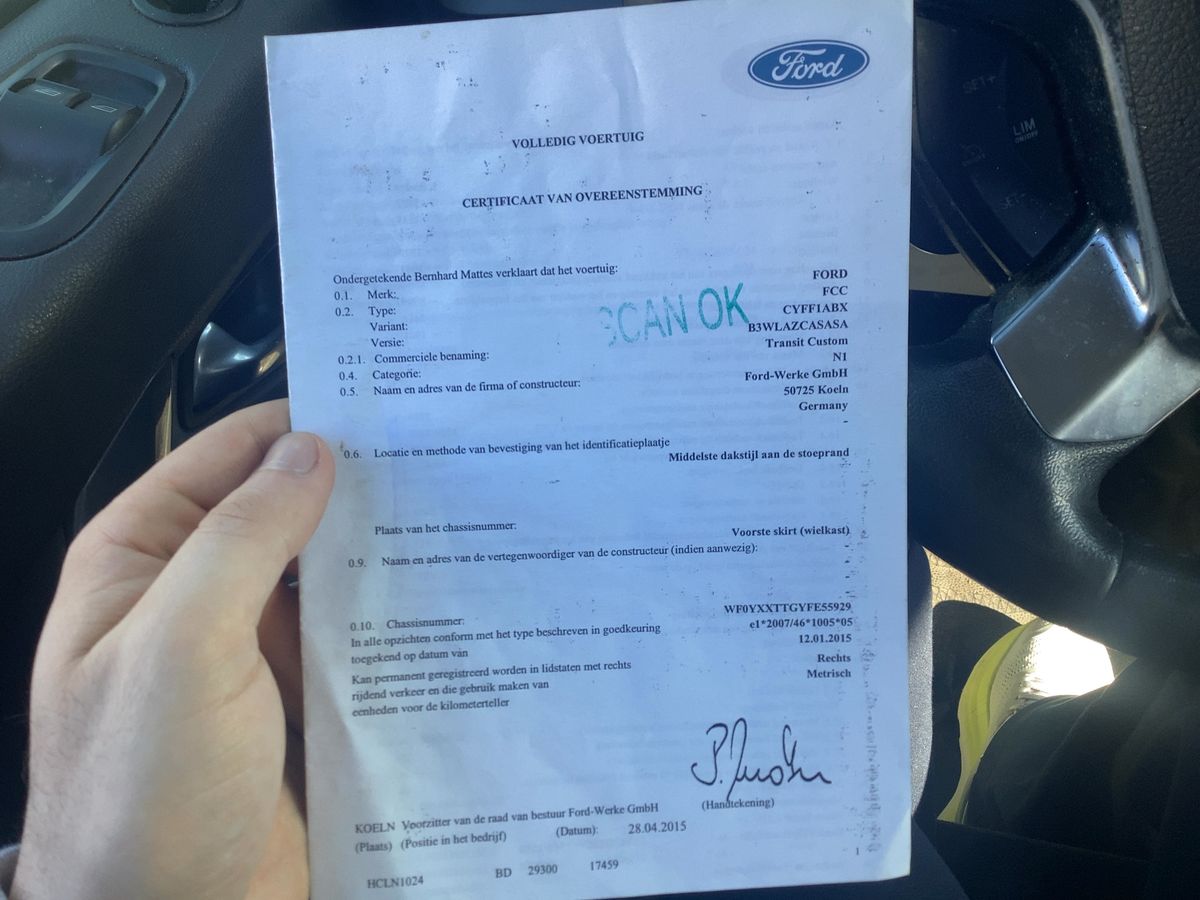 Ford
VOLLEDIG VOERTUIG
CERTIFICAAT VAN OVEREENSTEMMING
Ondergetekende Bernhard Mattes verklaart dat het voertuig:
0.1. Merk: FORD
0.2. Type: FCC
Variant: CYFF1ABX
Versie: B3WLAZCASASA
SCAN OK
0.2.1. Commerciele benaming: Transit Custom
0.4. Categorie: N1
0.5. Naam en adres van de firma of constructeur: Ford-Werke GmbH
50725 Koeln
Germany
-
0.6. Locatie en methode van bevestiging van het identificatieplaatje
Middelste dakstijl aan de stoeprand
Plaats van het chassisnummer: Voorste skirt (wielkast)
0.9. Naam en adres van de vertegenwoordiger van de constructeur (indien aanwezig):
0.10. Chassisnummer: WF0YXXTTGYFE55929
In alle opzichten conform met het type beschreven in goedkeuring e1*2007/46*1005*05
toegekend op datum van 12.01.2015
Kan permanent geregistreerd worden in lidstaten met rechts Rechts
rijdend verkeer en die gebruik maken van Metrisch
eenheden voor de kilometerteller
KOELN Voorzitter van de raad van bestuur Ford-Werke GmbH (Handtekening)
(Plaats) (Positie in het bedrijf) (Datum): 28.04.2015
1
HCLN1024 BD 29300 17459
SET+
LIM
ON/OFF
SET-